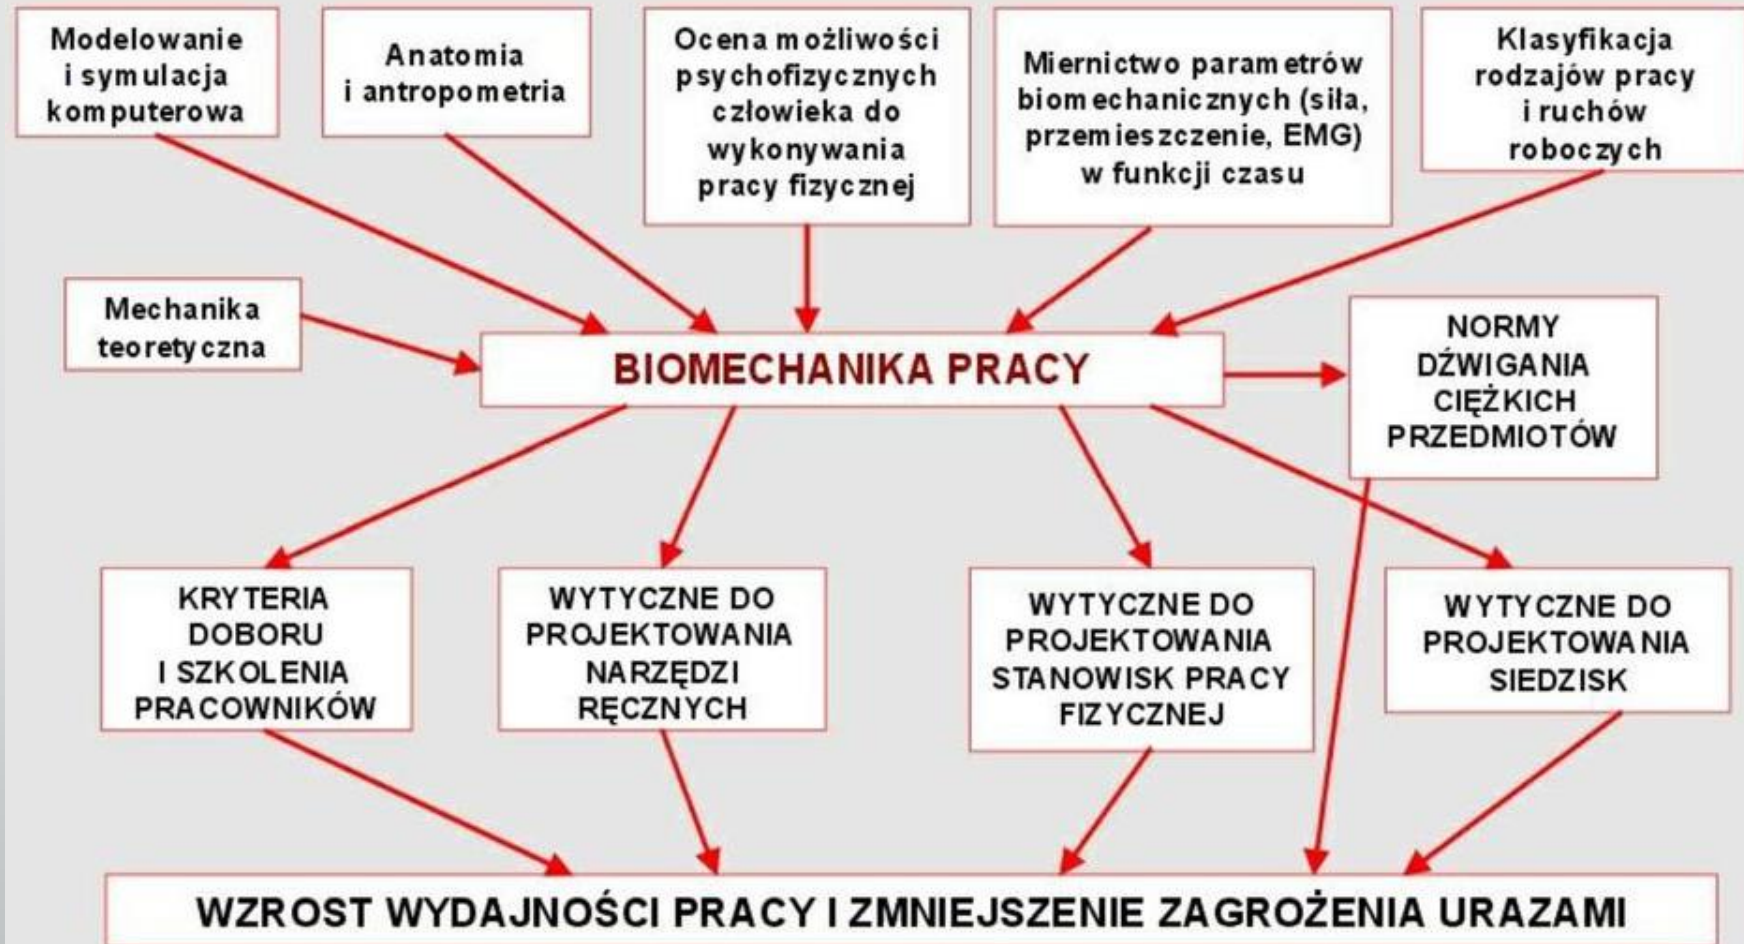 Modelowanie
i symulacja
komputerowa
Anatomia
i antropometria
Ocena możliwości
psychofizycznych
człowieka do
wykonywania
pracy fizycznej
Miernictwo parametrów
biomechanicznych (siła,
przemieszczenie, EMG)
w funkcji czasu
Klasyfikacja
rodzajów pracy
i ruchów
roboczych
Mechanika
teoretyczna
BIOMECHANIKA PRACY
NORMY
DŹWIGANIA
CIĘŻKICH
PRZEDMIOTÓW
KRYTERIA
DOBORU
I SZKOLENIA
PRACOWNIKÓW
WYTYCZNE DO
PROJEKTOWANIA
NARZĘDZI
RĘCZNYCH
WYTYCZNE DO
PROJEKTOWANIA
STANOWISK PRACY
FIZYCZNEJ
WYTYCZNE DO
PROJEKTOWANIA
SIEDZISK
WZROST WYDAJNOŚCI PRACY I ZMNIEJSZENIE ZAGROŻENIA URAZAMI